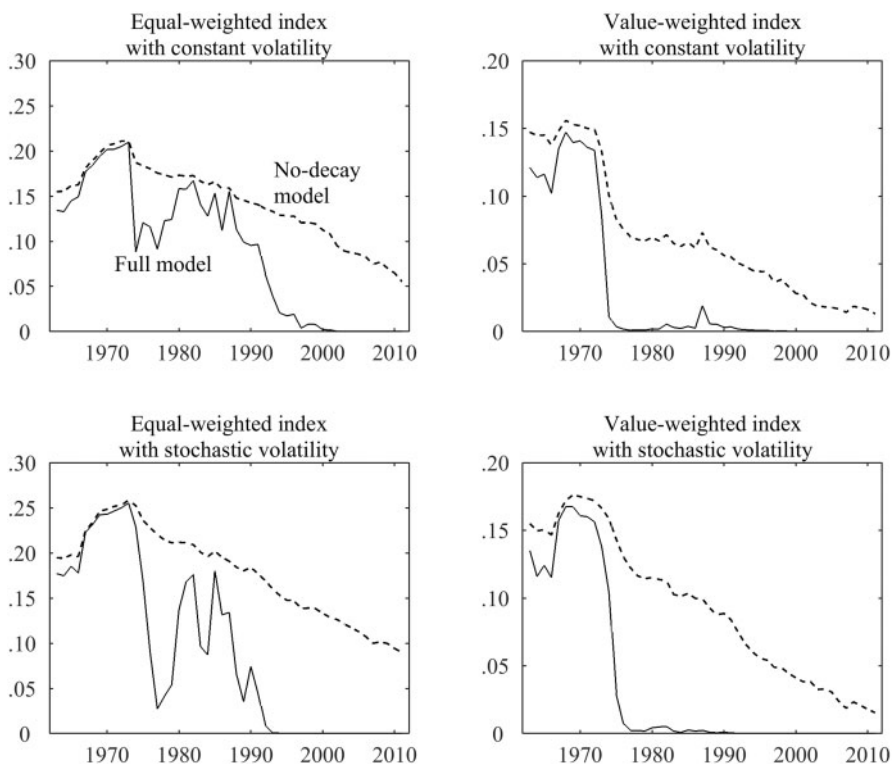 Equal-weighted index
with constant volatility
.30
.25
.20
.15
.10
.05
0
No-decay
model
Full model
1970 1980 1990 2000 2010
Value-weighted index
with constant volatility
.20
.15
.10
.05
0
1970 1980 1990 2000 2010
Equal-weighted index
with stochastic volatility
.30
.25
.20
.15
.10
.05
0
1970 1980 1990 2000 2010
Value-weighted index
with stochastic volatility
.20
.15
.10
.05
0
1970 1980 1990 2000 2010